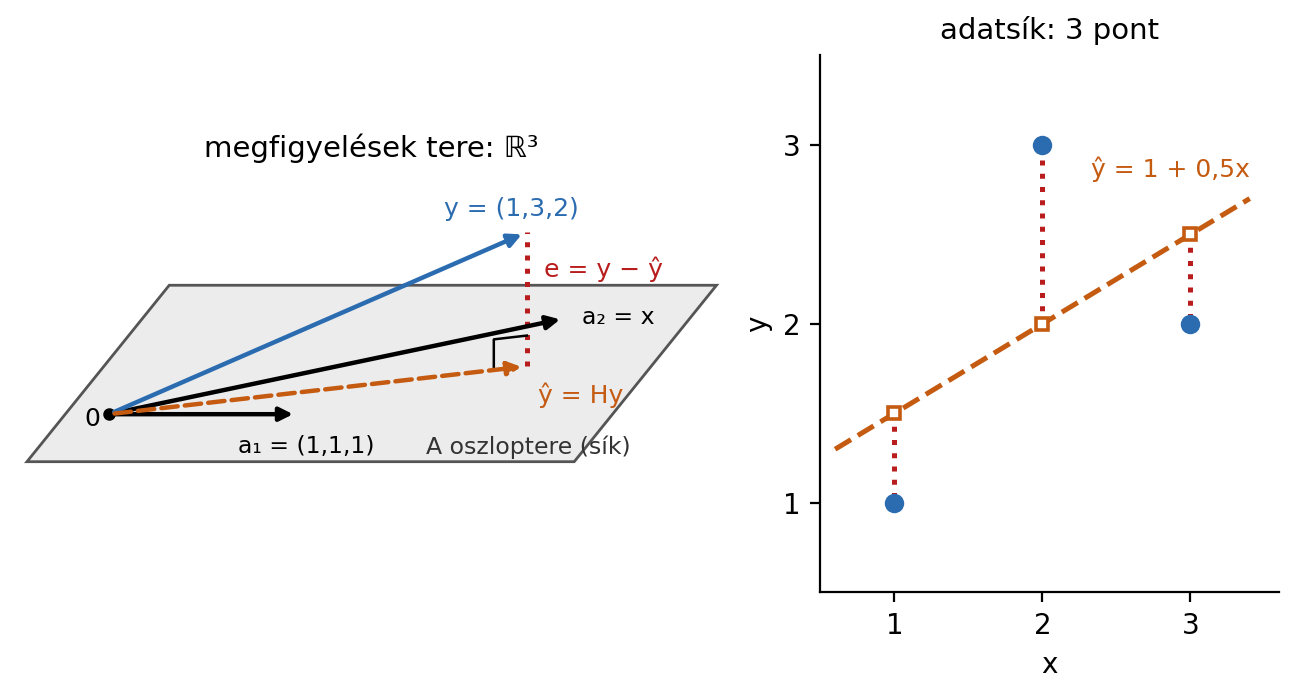 megfigyelések tere: ℝ³
y = (1,3,2)
e = y − ŷ
a₂ = x
ŷ = Hy
0
a₁ = (1,1,1)
A oszloptere (sík)
adatsík: 3 pont
ŷ = 1 + 0,5x
y
3
2
1
1 2 3
x